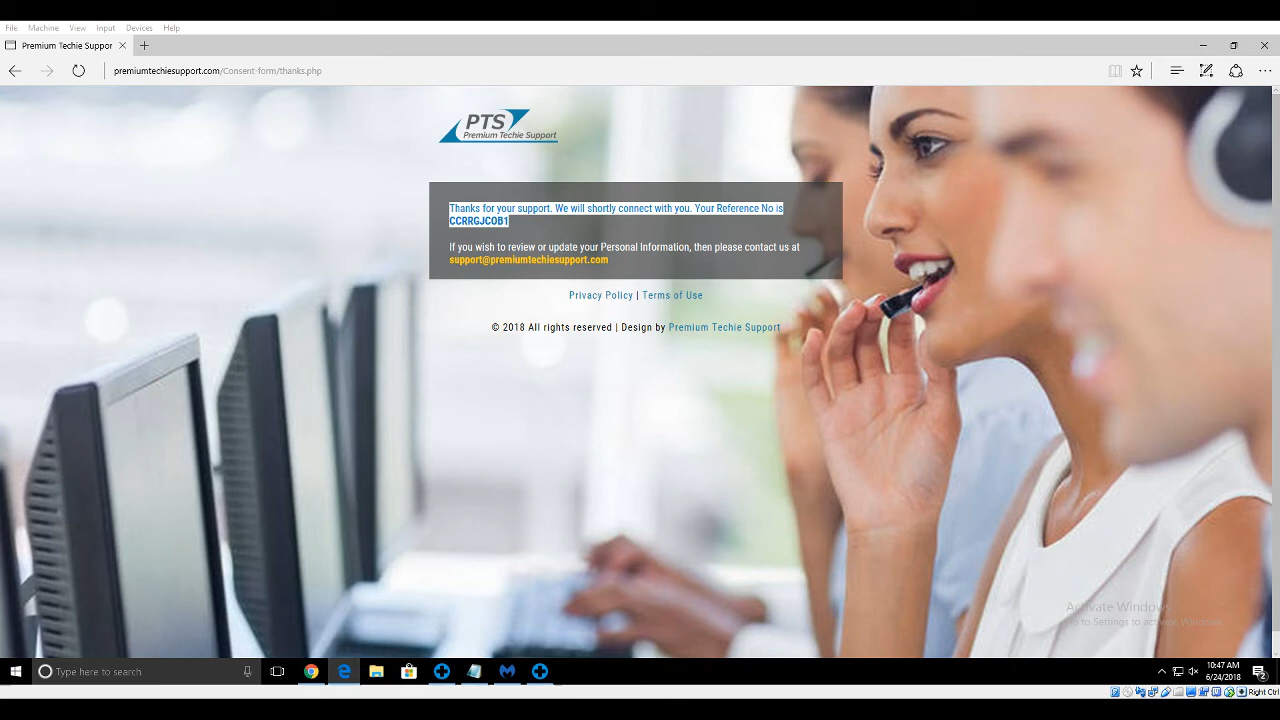 File Machine View Input Devices Help
Premium Techie Suppor
premiumtechiesupport.com/Consent-form/thanks.php
PTS
Premium Techie Support
Thanks for your support. We will shortly connect with you. Your Reference No is
CCRRGJCOB1
If you wish to review or update your Personal Information, then please contact us at
support@premiumtechiesupport.com
Privacy Policy | Terms of Use
© 2018 All rights reserved | Design by Premium Techie Support
Activate Windows
Go to Settings to activate Windows.
Type here to search
10:47 AM
6/24/2018
2
Right Ctrl